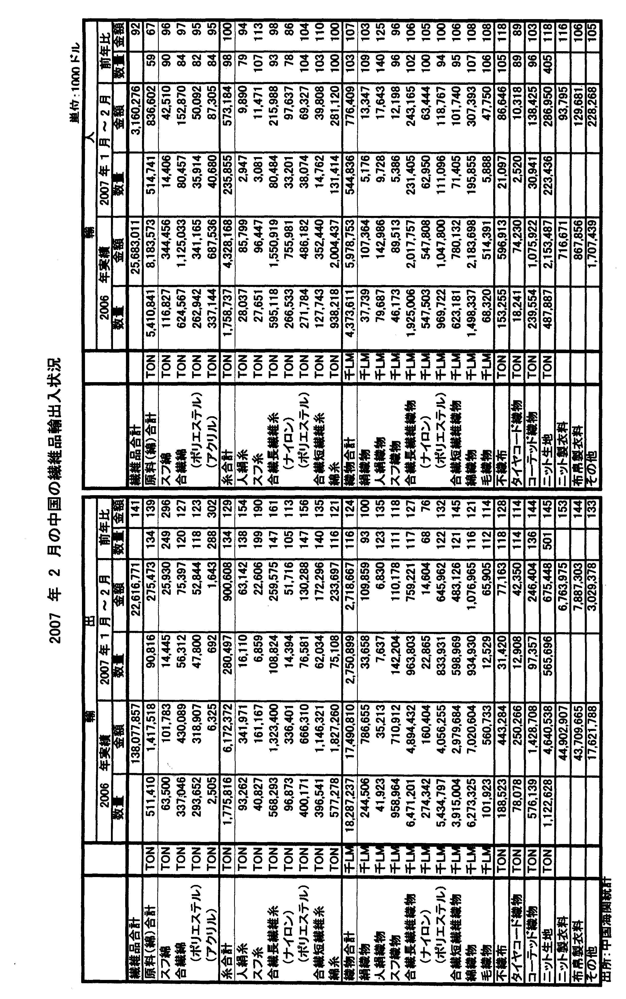 2007 年 2 月の中国の繊維品輸出入状況
単位：1000ドル
輸 出
2006 年実績 2007年1月～2月 前年比
数量 金額 数量 金額 数量 金額
繊維品合計 138,077,857 22,616,771 141
原料(綿)合計 TON 511,410 1,417,518 90,816 275,473 134 139
スフ綿 TON 63,500 101,783 14,445 25,930 249 296
合繊綿 TON 337,046 430,089 56,312 75,397 120 127
(ポリエステル) TON 293,652 318,907 47,800 52,844 118 123
(アクリル) TON 2,505 6,325 692 1,643 288 302
糸合計 TON 1,775,816 6,172,372 280,497 900,608 134 129
人絹糸 TON 93,262 341,971 16,110 63,142 138 154
スフ糸 TON 40,827 161,167 6,859 22,606 199 190
合繊長繊維糸 TON 568,293 1,323,400 108,824 259,575 147 161
(ナイロン) TON 96,873 336,401 14,394 51,716 105 113
(ポリエステル) TON 400,171 666,310 76,581 130,288 147 156
合繊短繊維糸 TON 396,541 1,146,321 62,034 172,296 140 135
綿糸 TON 577,278 1,827,260 75,108 233,697 116 121
織物合計 千LM 18,287,237 17,490,810 2,750,899 2,718,667 116 124
絹織物 千LM 244,506 786,655 33,658 109,859 93 100
人絹織物 千LM 41,923 35,213 7,637 6,830 123 135
スフ織物 千LM 958,964 710,912 142,204 110,178 111 118
合繊長繊維織物 千LM 6,471,201 4,894,432 963,803 759,221 117 127
(ナイロン) 千LM 274,342 160,404 22,865 14,604 68 76
(ポリエステル) 千LM 5,434,797 4,056,255 833,931 645,962 122 132
合繊短繊維織物 千LM 3,915,004 2,979,684 598,969 483,126 121 145
綿織物 千LM 6,273,325 7,020,604 934,930 1,076,965 116 121
毛織物 千LM 101,923 560,733 12,529 65,905 112 114
不織布 TON 188,523 443,284 31,420 77,163 118 128
タイヤコード織物 TON 78,078 250,266 12,908 42,350 114 114
コーテッド織物 TON 576,139 1,428,708 97,357 246,404 136 144
ニット生地 TON 1,122,628 4,640,538 565,696 675,448 501 145
ニット製衣料 44,902,907 6,763,975 153
布帛製衣料 43,709,665 7,887,303 144
その他 17,621,788 3,029,378 133
出所：中国海関統計
輸 入
2006 年実績 2007年1月～2月 前年比
数量 金額 数量 金額 数量 金額
繊維品合計 25,683,011 3,160,276 92
原料(綿)合計 TON 5,410,841 8,183,573 514,741 836,602 59 67
スフ綿 TON 116,827 344,456 14,406 42,510 90 96
合繊綿 TON 624,567 1,125,033 80,457 152,870 84 97
(ポリエステル) TON 262,942 341,165 35,914 50,092 82 95
(アクリル) TON 337,144 687,536 40,680 87,305 84 95
糸合計 TON 1,758,737 4,328,168 235,855 573,184 98 100
人絹糸 TON 28,037 85,799 2,947 9,890 79 94
スフ糸 TON 27,651 96,447 3,081 11,471 107 113
合繊長繊維糸 TON 595,118 1,550,919 80,484 215,988 93 98
(ナイロン) TON 266,533 755,981 33,201 97,637 78 86
(ポリエステル) TON 271,784 486,182 38,074 69,327 104 104
合繊短繊維糸 TON 127,743 352,440 14,762 39,808 103 110
綿糸 TON 938,218 2,004,437 131,414 281,120 100 100
織物合計 千LM 4,373,611 5,978,753 544,836 776,409 103 107
絹織物 千LM 37,739 107,364 5,176 13,347 109 103
人絹織物 千LM 79,687 142,986 9,728 17,643 140 125
スフ織物 千LM 46,173 89,513 5,386 12,198 96 96
合繊長繊維織物 千LM 1,925,006 2,017,757 231,405 243,165 102 106
(ナイロン) 千LM 547,503 547,808 62,950 63,444 100 105
(ポリエステル) 千LM 969,722 1,047,800 111,096 118,767 94 100
合繊短繊維織物 千LM 623,181 780,132 71,405 101,740 95 106
綿織物 千LM 1,498,337 2,183,698 195,855 307,393 107 108
毛織物 千LM 68,320 514,391 5,888 47,750 106 108
不織布 TON 153,255 596,913 21,097 86,646 105 118
タイヤコード織物 TON 18,241 74,230 2,520 10,318 89 89
コーテッド織物 TON 239,554 1,075,922 30,941 138,425 96 103
ニット生地 TON 487,887 2,153,487 223,436 286,950 405 118
ニット製衣料 716,671 93,795 116
布帛製衣料 867,856 129,681 106
その他 1,707,439 228,268 105